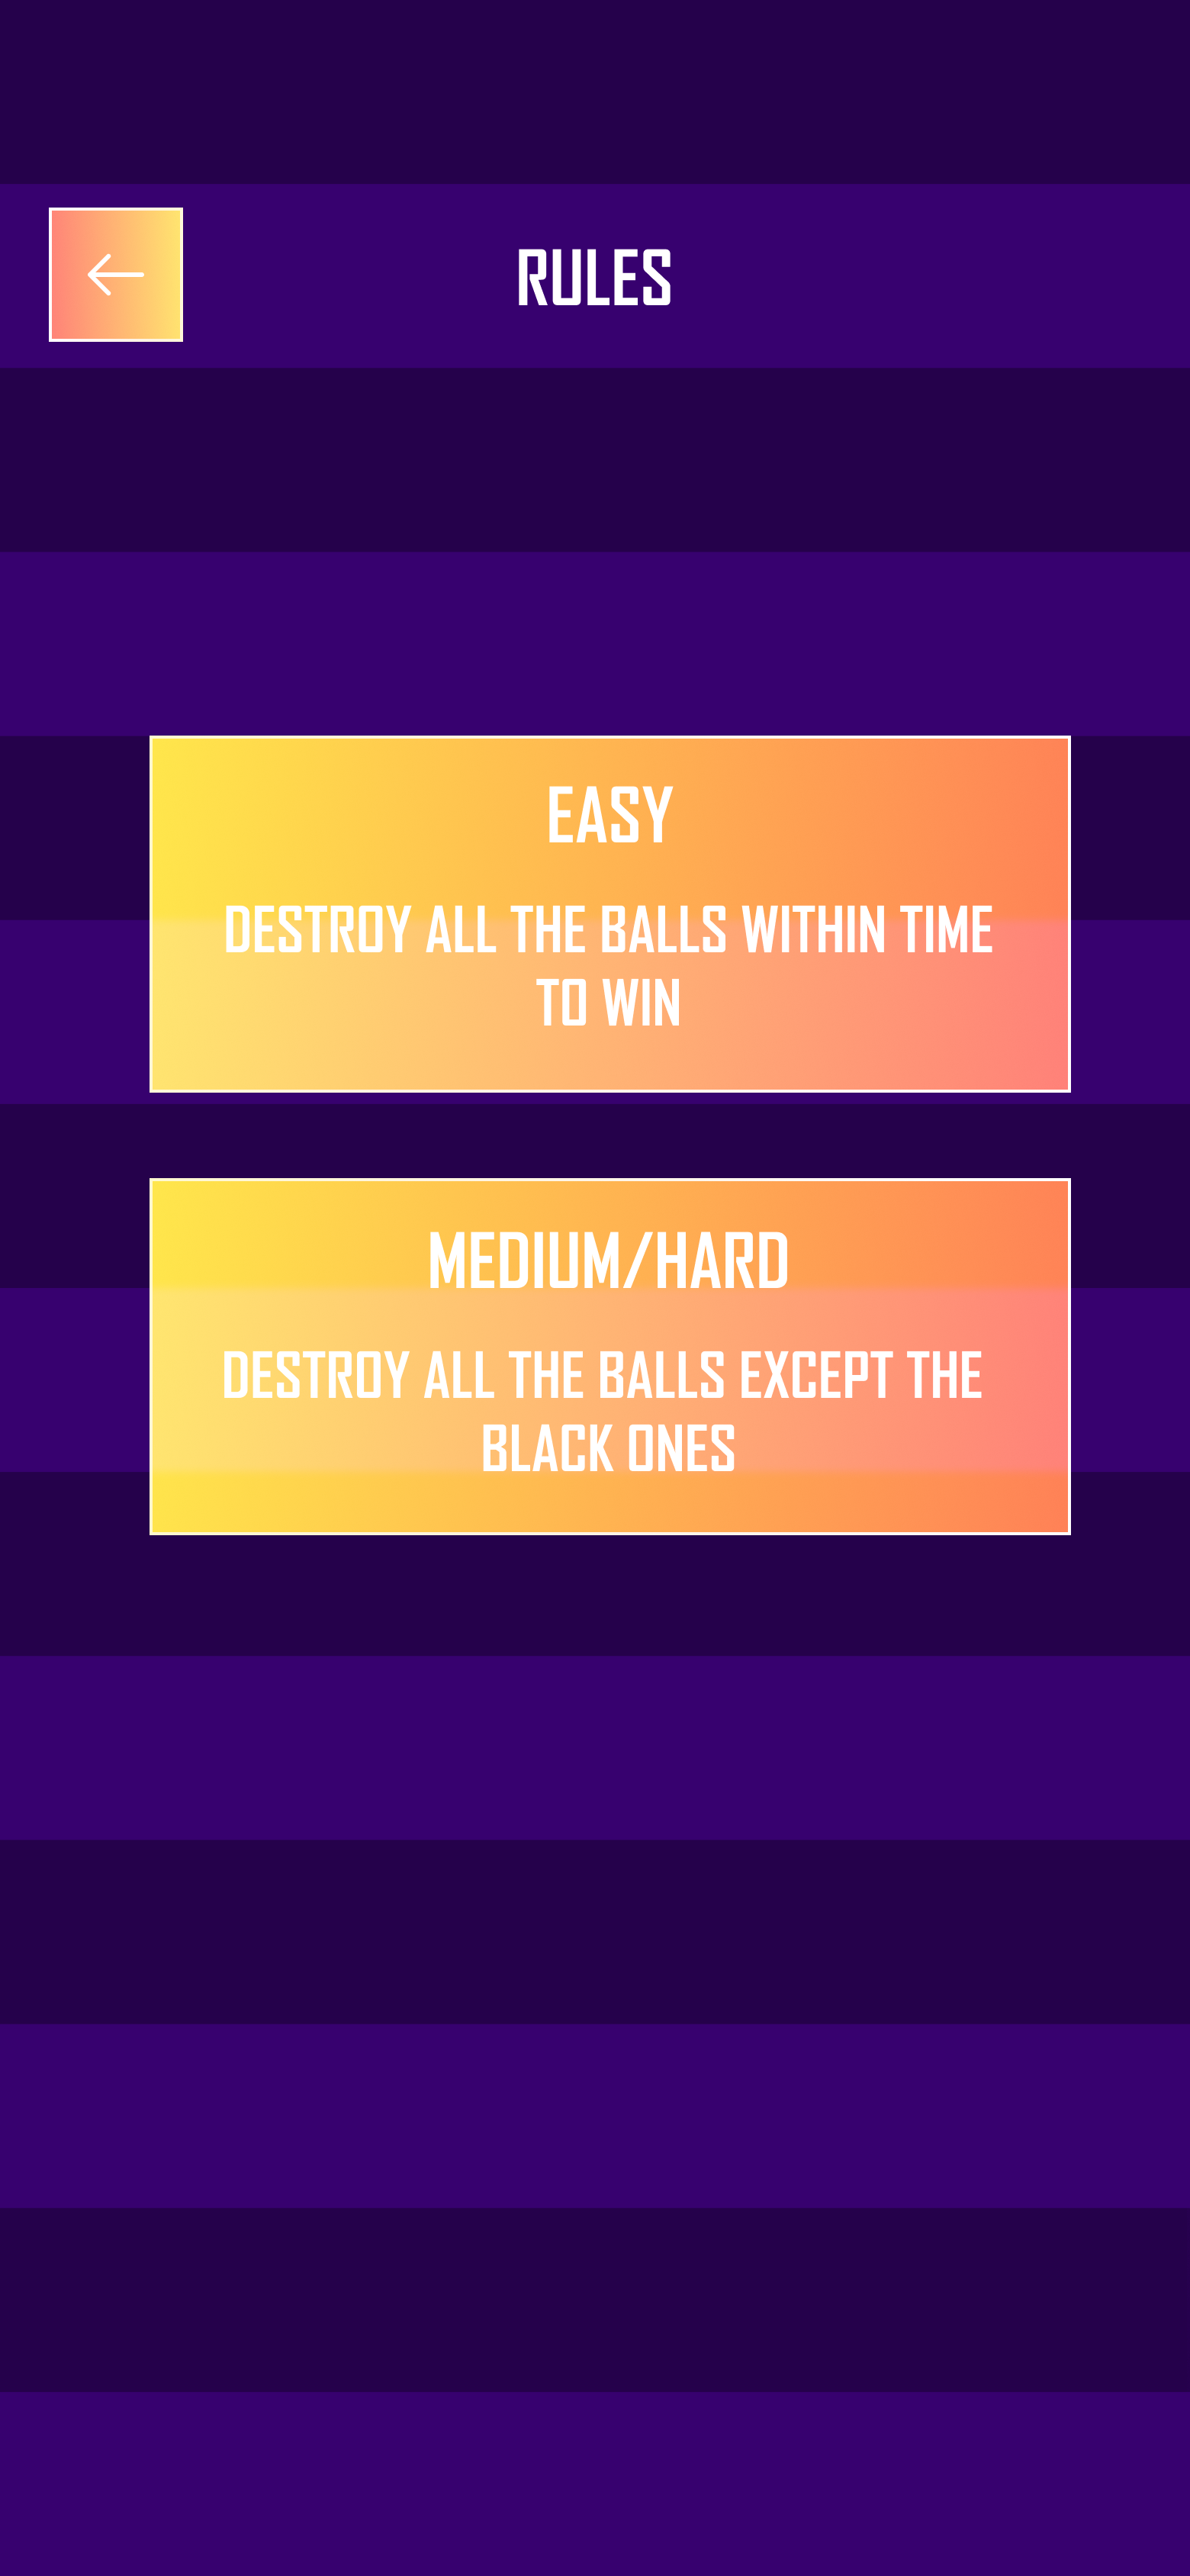 RULES
EASY
DESTROY ALL THE BALLS WITHIN TIME
TO WIN
MEDIUM/HARD
DESTROY ALL THE BALLS EXCEPT THE
BLACK ONES